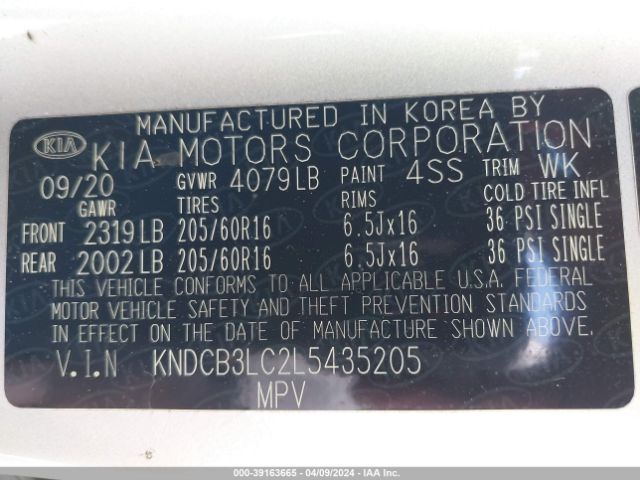 MANUFACTURED IN KOREA BY
KIA KIA MOTORS CORPORATION
09/20 GVWR 4079LB PAINT 4SS TRIM WK
GAWR TIRES RIMS COLD TIRE INFL
FRONT 2319LB 205/60R16 6.5Jx16 36 PSI SINGLE
REAR 2002LB 205/60R16 6.5Jx16 36 PSI SINGLE
THIS VEHICLE CONFORMS TO ALL APPLICABLE U.S.A. FEDERAL
MOTOR VEHICLE SAFETY AND THEFT PREVENTION STANDARDS
IN EFFECT ON THE DATE OF MANUFACTURE SHOWN ABOVE.
V.I.N KNDCB3LC2L5435205
MPV
000-39163665 - 04/09/2024 - IAA Inc.